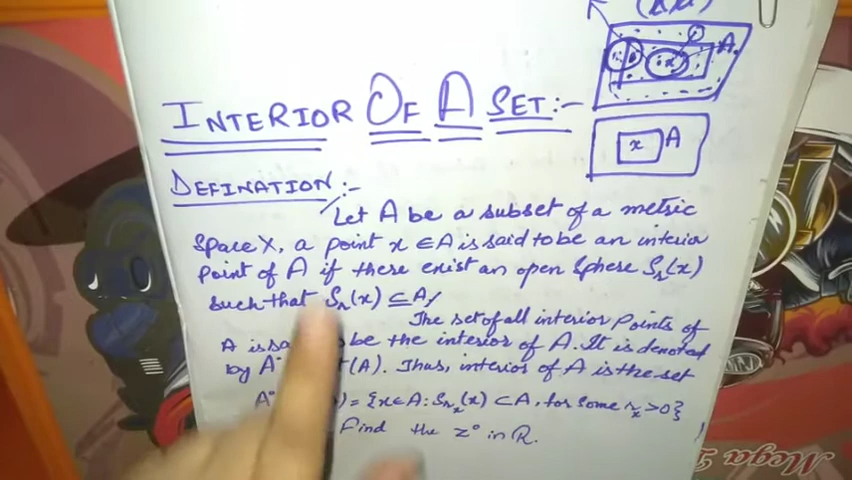 (X,d)
A.
x
INTERIOR OF A SET:-
x A
DEFINATION:-
Let A be a subset of a metric
Space X, a point x ∈ A is said to be an interior
point of A if there exist an open sphere Sr(x)
such that Sr(x) ⊆ A
The set of all interior points of
A is said to be the interior of A. It is denoted
by A° (A). Thus, interior of A is the set
A° = {x∈A: Srx(x) ⊂ A, for some rx>0}
Find the Z° in R.
Mega